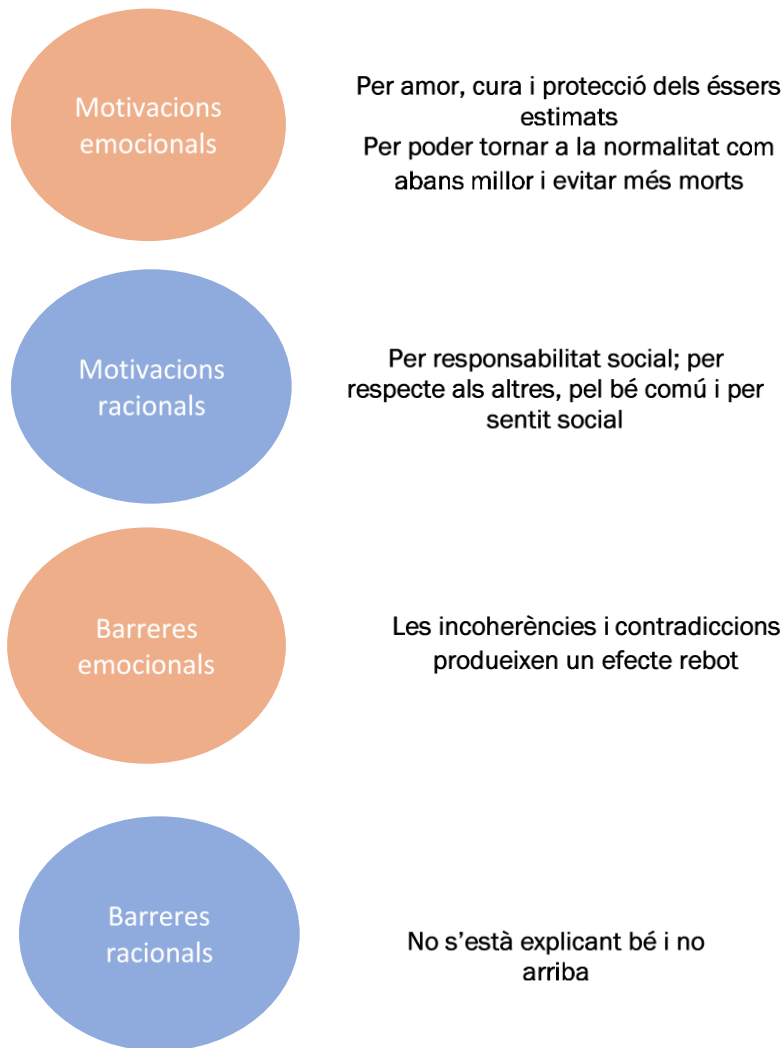 Motivacions
emocionals
Per amor, cura i protecció dels éssers
estimats
Per poder tornar a la normalitat com
abans millor i evitar més morts
Motivacions
racionals
Per responsabilitat social; per
respecte als altres, pel bé comú i per
sentit social
Barreres
emocionals
Les incoherències i contradiccions
produeixen un efecte rebot
Barreres
racionals
No s'està explicant bé i no
arriba